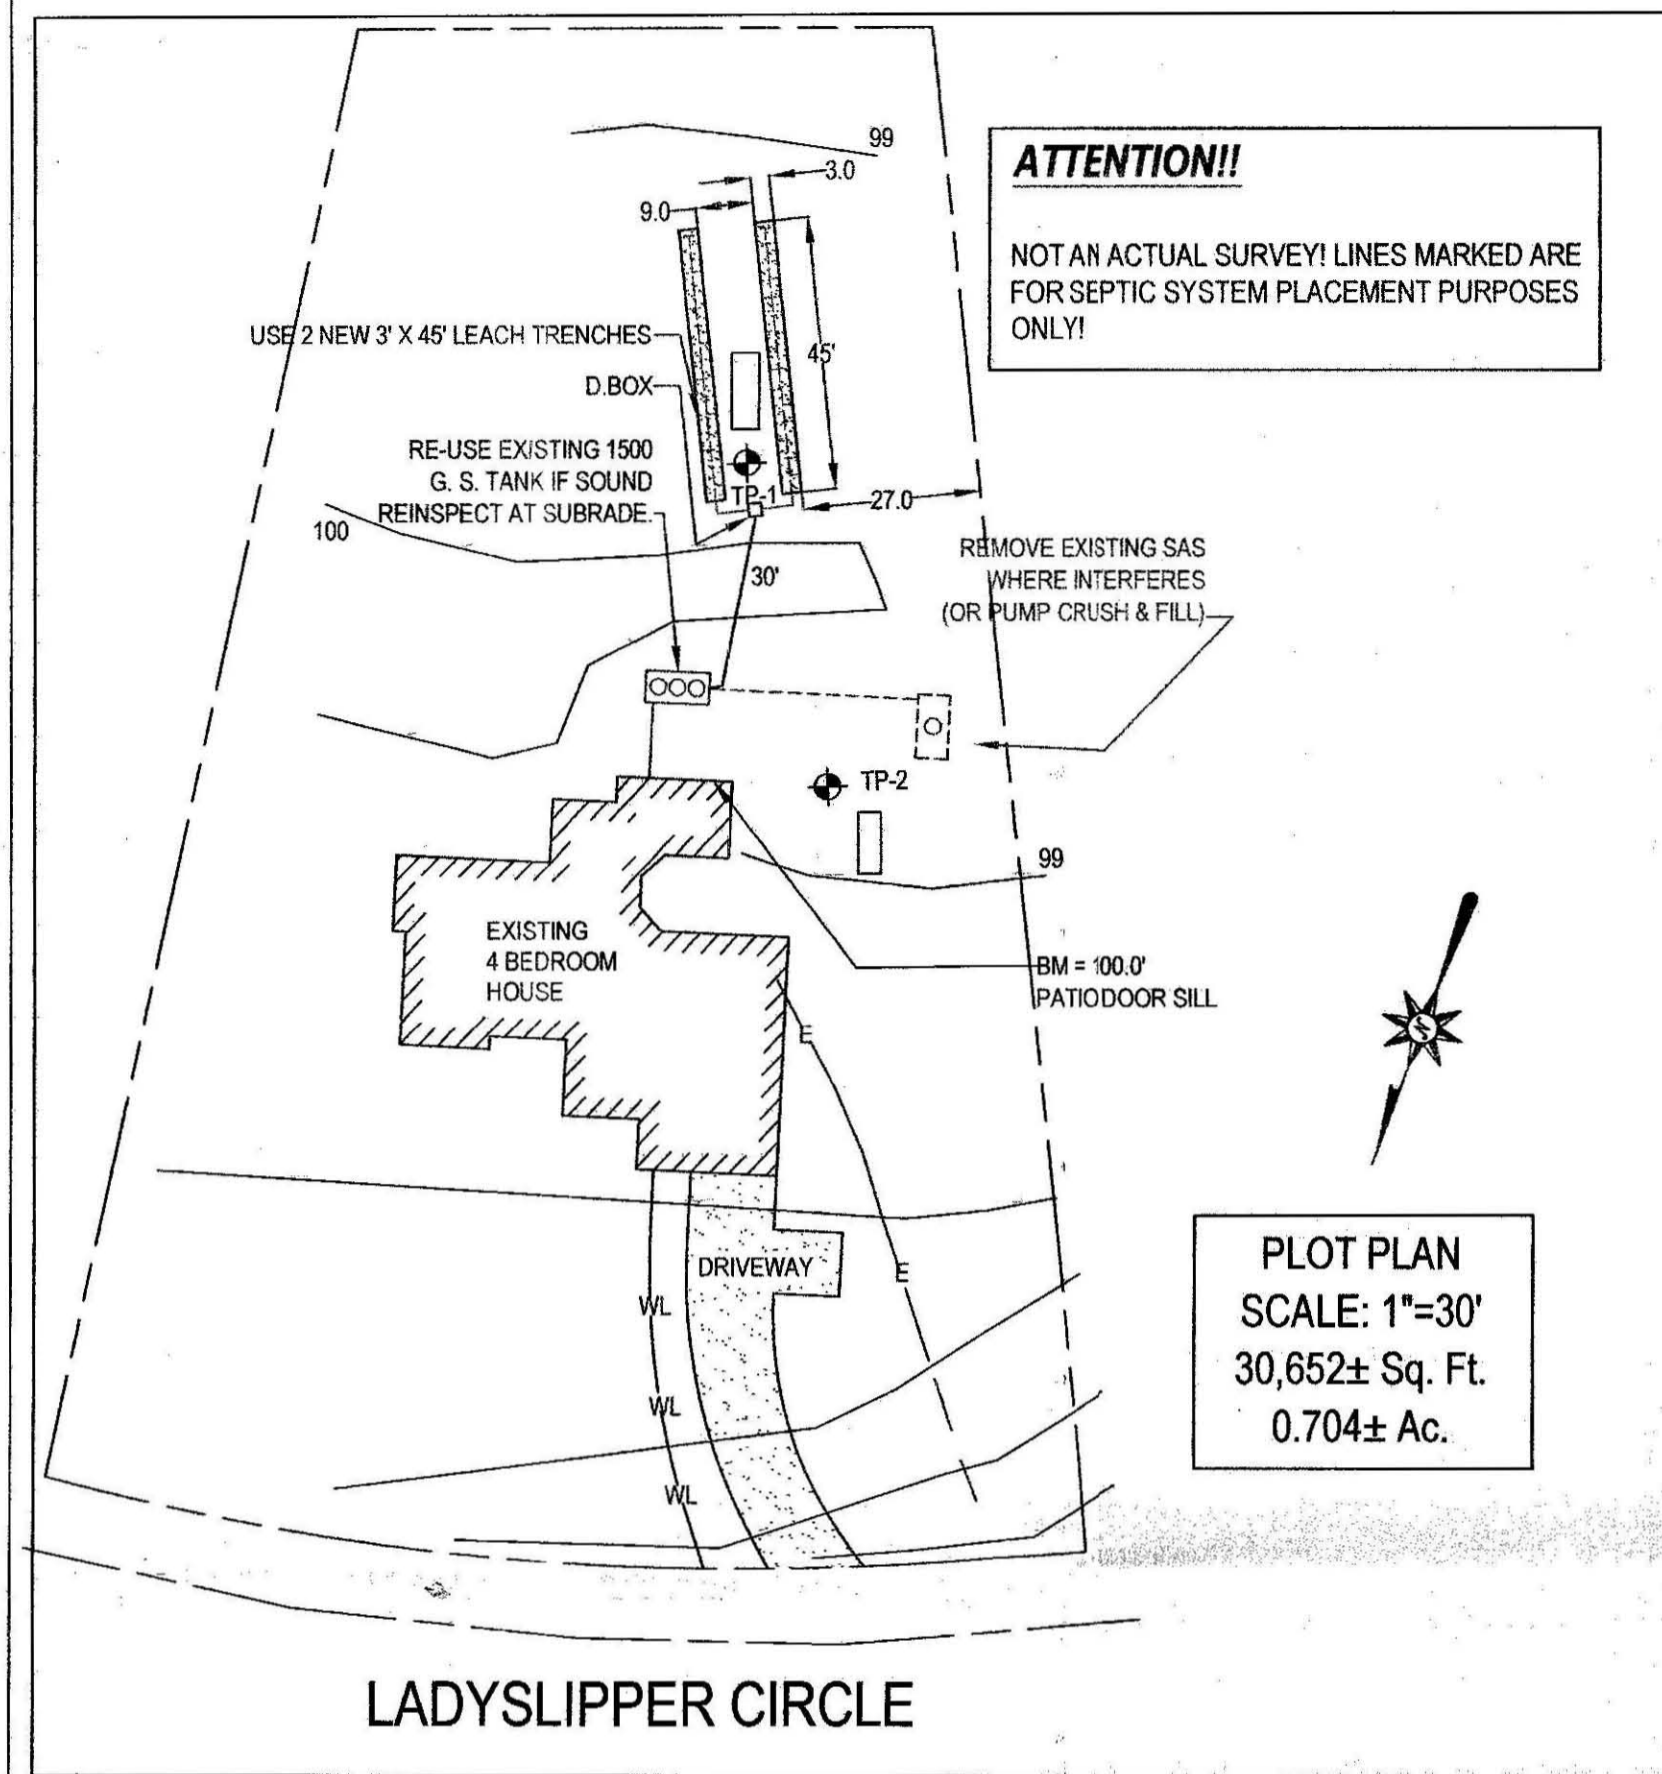 99
3.0
9.0
ATTENTION!!
NOT AN ACTUAL SURVEY! LINES MARKED ARE
FOR SEPTIC SYSTEM PLACEMENT PURPOSES
ONLY!
USE 2 NEW 3' X 45' LEACH TRENCHES
45'
D.BOX
RE-USE EXISTING 1500
G. S. TANK IF SOUND
REINSPECT AT SUBRADE.
TP-1
27.0
100
30'
REMOVE EXISTING SAS
WHERE INTERFERES
(OR PUMP CRUSH & FILL)
TP-2
99
EXISTING
4 BEDROOM
HOUSE
BM = 100.0'
PATIO DOOR SILL
E
N
DRIVEWAY
E
WL
WL
WL
PLOT PLAN
SCALE: 1"=30'
30,652± Sq. Ft.
0.704± Ac.
LADYSLIPPER CIRCLE